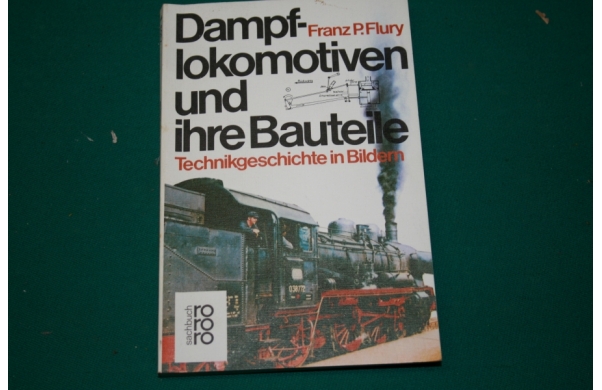 Dampf-
Franz P. Flury
lokomotiven
und
ihre Bauteile
Technikgeschichte in Bildern
sachbuch
ro
ro
ro